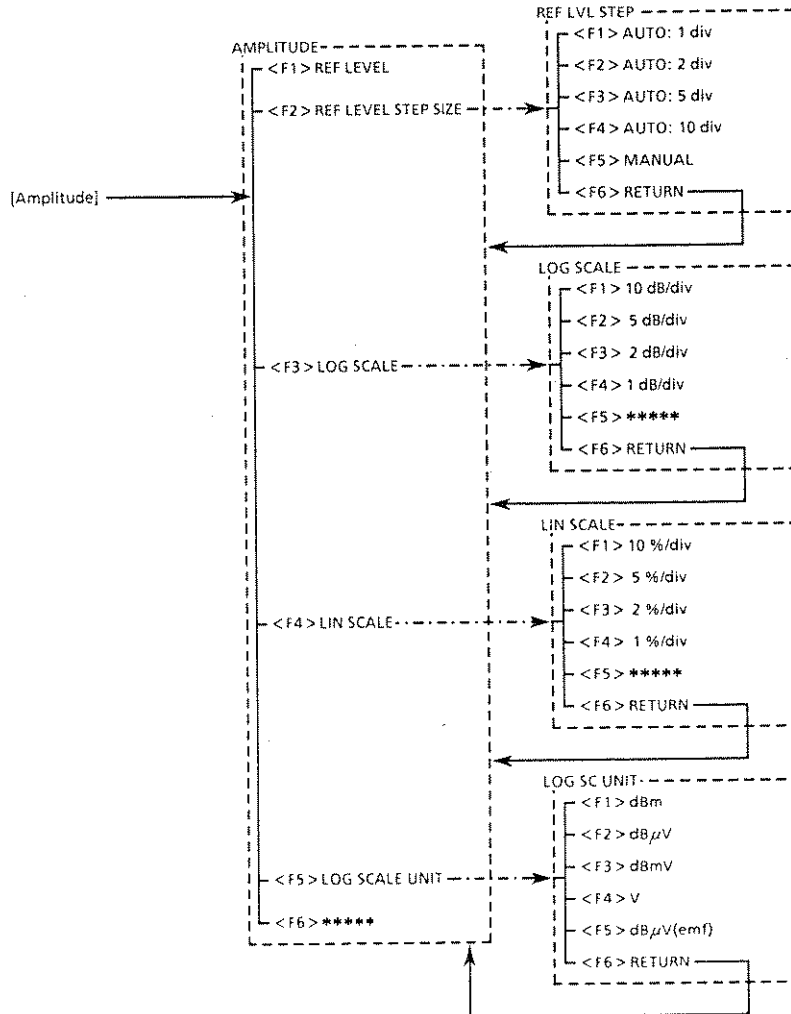 [Amplitude]
AMPLITUDE
<F1> REF LEVEL
<F2> REF LEVEL STEP SIZE
<F3> LOG SCALE
<F4> LIN SCALE
<F5> LOG SCALE UNIT
<F6> *****
REF LVL STEP
<F1> AUTO: 1 div
<F2> AUTO: 2 div
<F3> AUTO: 5 div
<F4> AUTO: 10 div
<F5> MANUAL
<F6> RETURN
LOG SCALE
<F1> 10 dB/div
<F2> 5 dB/div
<F3> 2 dB/div
<F4> 1 dB/div
<F5> *****
<F6> RETURN
LIN SCALE
<F1> 10 %/div
<F2> 5 %/div
<F3> 2 %/div
<F4> 1 %/div
<F5> *****
<F6> RETURN
LOG SC UNIT
<F1> dBm
<F2> dBμV
<F3> dBmV
<F4> V
<F5> dBμV(emf)
<F6> RETURN